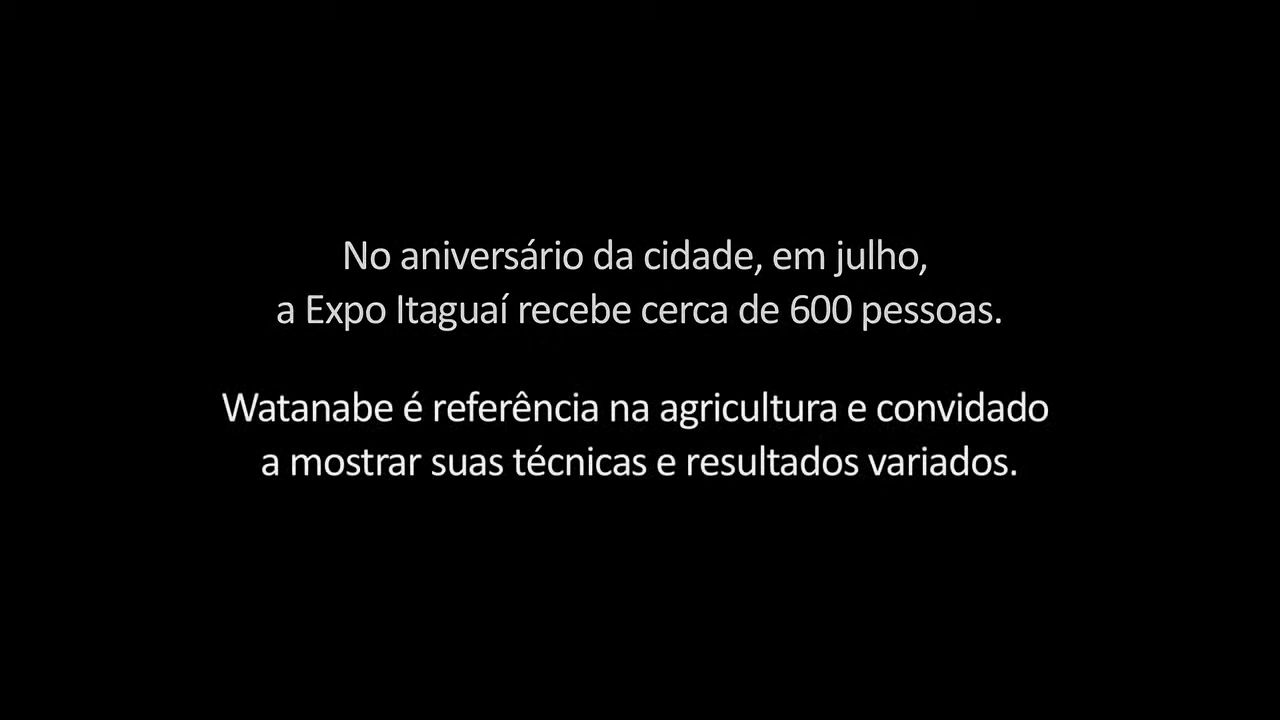 No aniversário da cidade, em julho,
a Expo Itaguaí recebe cerca de 600 pessoas.
Watanabe é referência na agricultura e convidado
a mostrar suas técnicas e resultados variados.